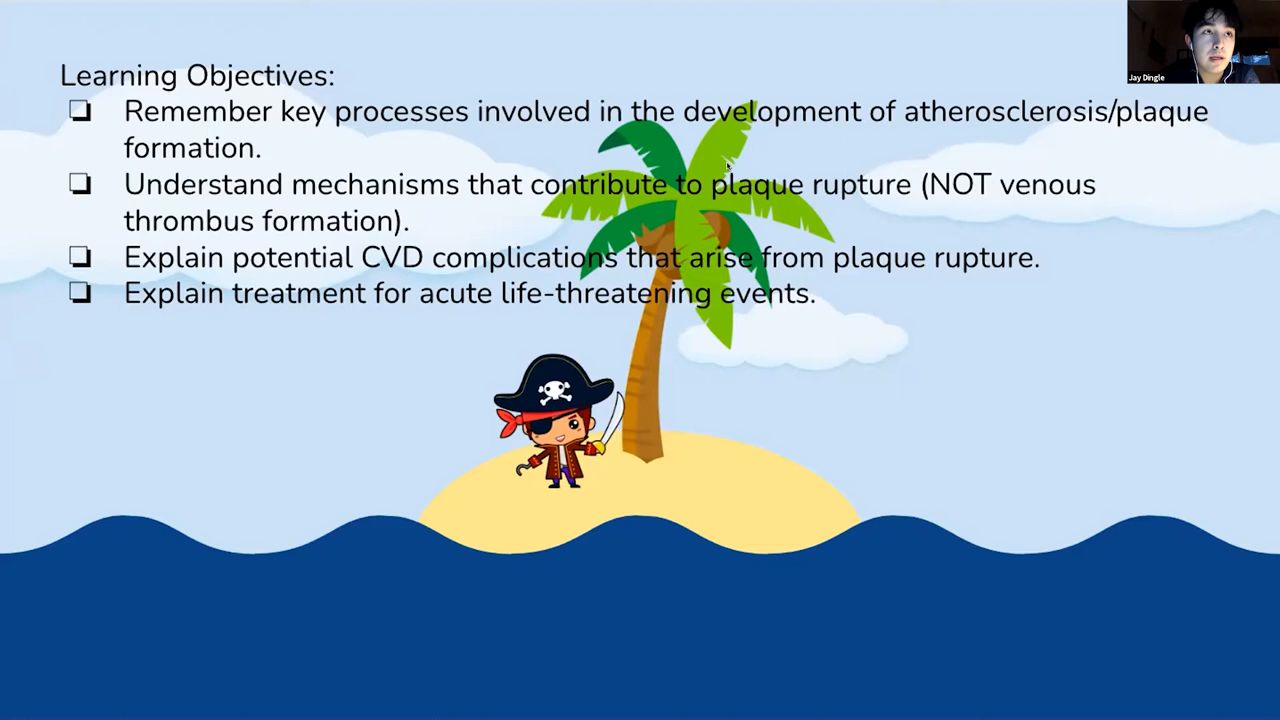 Learning Objectives:
❏ Remember key processes involved in the development of atherosclerosis/plaque
formation.
❏ Understand mechanisms that contribute to plaque rupture (NOT venous
thrombus formation).
❏ Explain potential CVD complications that arise from plaque rupture.
❏ Explain treatment for acute life-threatening events.
Jay Dingle